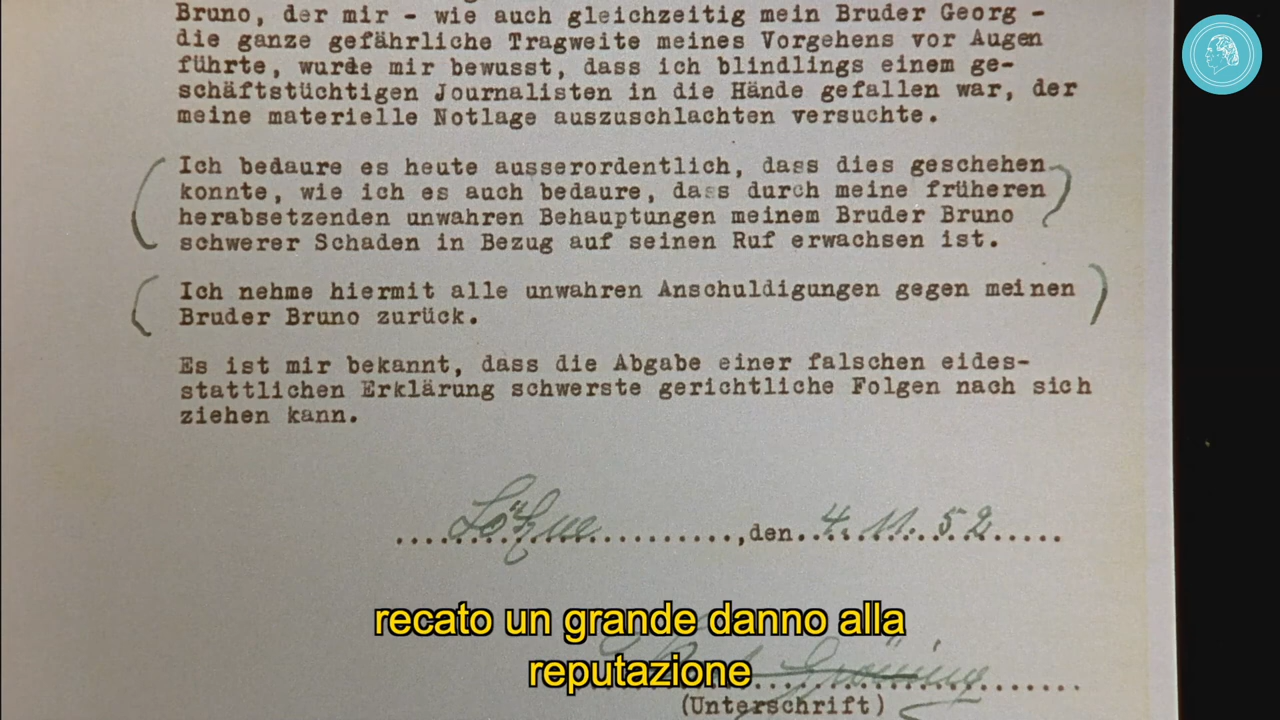 Bruno, der mir - wie auch gleichzeitig mein Bruder Georg -
die ganze gefährliche Tragweite meines Vorgehens vor Augen
führte, wurde mir bewusst, dass ich blindlings einem ge-
schäftstüchtigen Journalisten in die Hände gefallen war, der
meine materielle Notlage auszuschlachten versuchte.
Ich bedaure es heute ausserordentlich, dass dies geschehen
konnte, wie ich es auch bedaure, dass durch meine früheren
herabsetzenden unwahren Behauptungen meinem Bruder Bruno
schwerer Schaden in Bezug auf seinen Ruf erwachsen ist.
Ich nehme hiermit alle unwahren Anschuldigungen gegen meinen
Bruder Bruno zurück.
Es ist mir bekannt, dass die Abgabe einer falschen eides-
stattlichen Erklärung schwerste gerichtliche Folgen nach sich
ziehen kann.
, den 4.11.52
recato un grande danno alla
reputazione
Gröning
(Unterschrift)